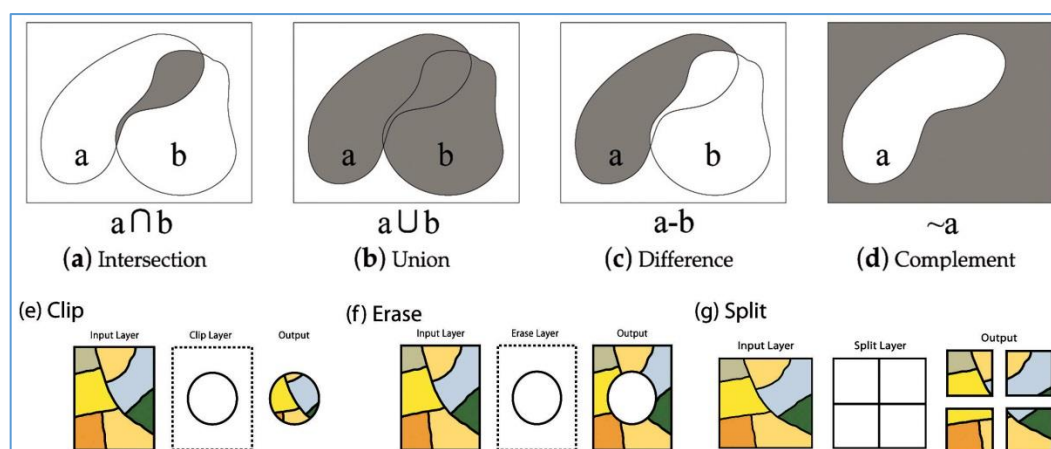 a b
a b
a b
a
a⋂b
a⋃b
a-b
~a
(a) Intersection
(b) Union
(c) Difference
(d) Complement
(e) Clip
(f) Erase
(g) Split
Input Layer
Clip Layer
Output
Input Layer
Erase Layer
Output
Input Layer
Split Layer
Output